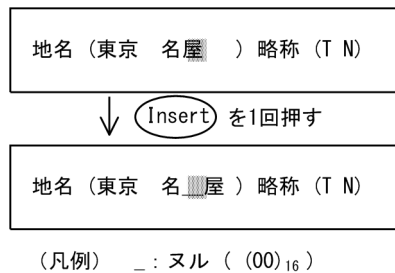 地名（東京　名屋　　）略称（T N）
Insert を1回押す
地名（東京　名＿屋 ）略称（T N）
（凡例）　_：ヌル（ (00)16 ）